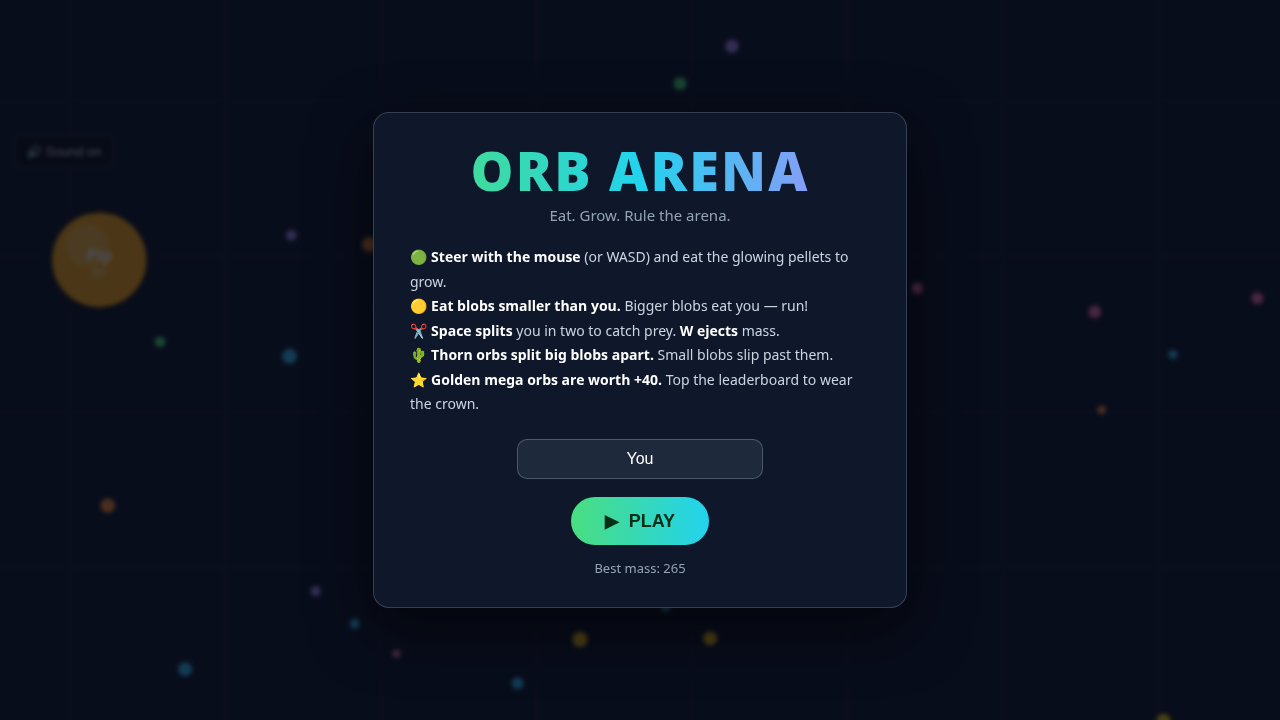 ORB ARENA
Eat. Grow. Rule the arena.
🔊 Sound on
🟢 Steer with the mouse (or WASD) and eat the glowing pellets to
grow.
Pip
🟡 Eat blobs smaller than you. Bigger blobs eat you — run!
✂️ Space splits you in two to catch prey. W ejects mass.
🌵 Thorn orbs split big blobs apart. Small blobs slip past them.
⭐ Golden mega orbs are worth +40. Top the leaderboard to wear
the crown.
You
▶ PLAY
Best mass: 265